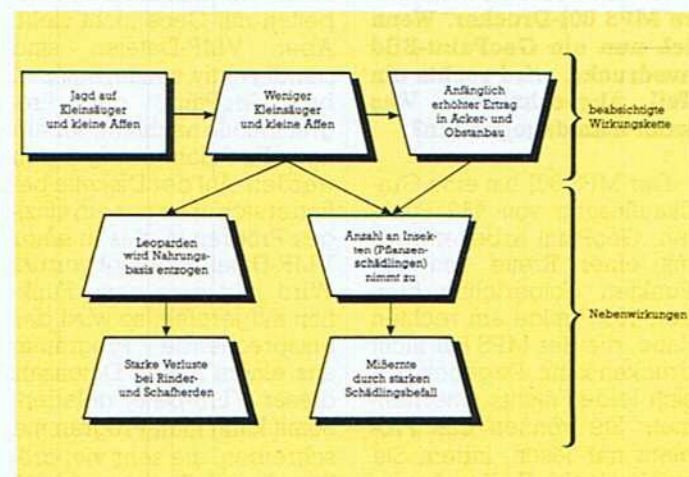 Jagd auf
Kleinsäuger
und kleine Affen
Weniger
Kleinsäuger
und kleine Affen
Anfänglich
erhöhter Ertrag
in Acker- und
Obstanbau
beabsichtigte
Wirkungskette
Leoparden
wird Nahrungs-
basis entzogen
Anzahl an Insek-
ten (Pflanzen-
schädlingen)
nimmt zu
Nebenwirkungen
Starke Verluste
bei Rinder-
und Schafherden
Mißernte
durch starken
Schädlingsbefall